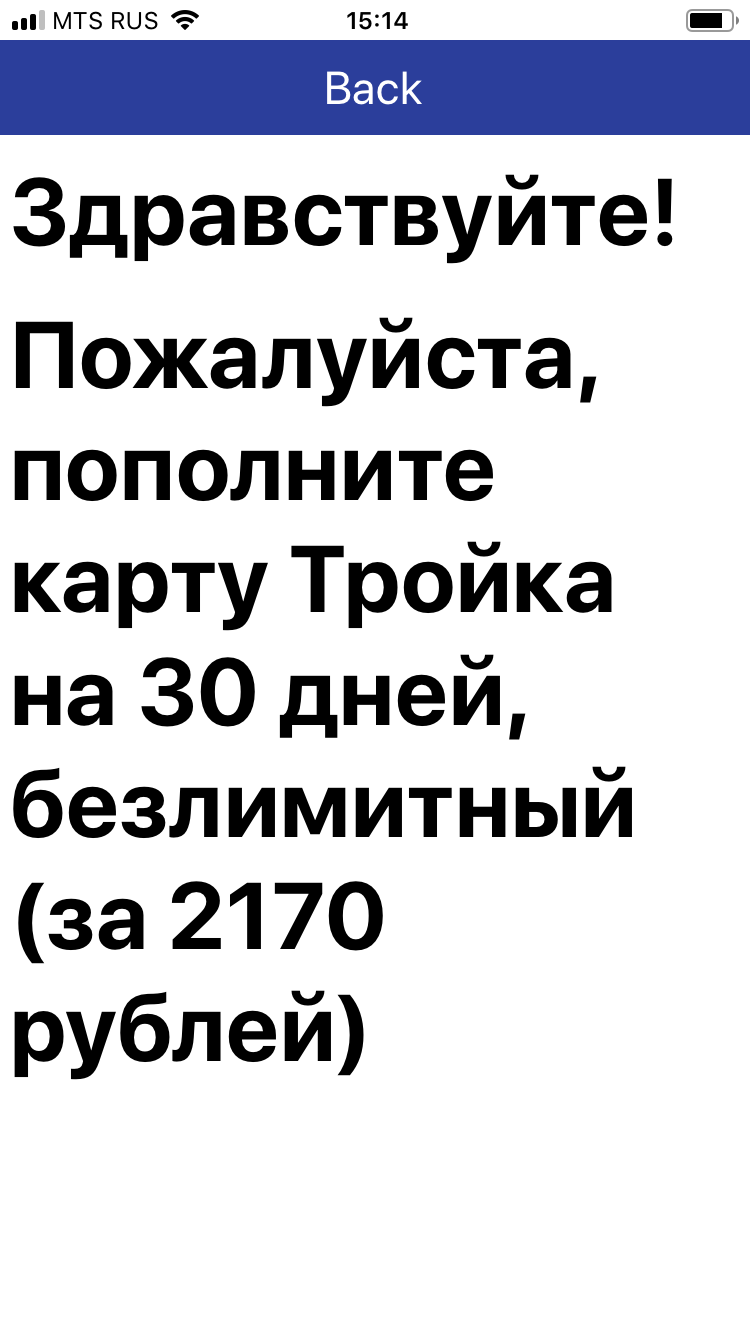 MTS RUS 15:14
Back
Здравствуйте!
Пожалуйста,
пополните
карту Тройка
на 30 дней,
безлимитный
(за 2170
рублей)